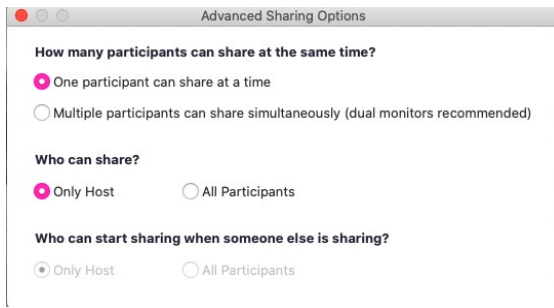 Advanced Sharing Options
How many participants can share at the same time?
One participant can share at a time
Multiple participants can share simultaneously (dual monitors recommended)
Who can share?
Only Host All Participants
Who can start sharing when someone else is sharing?
Only Host All Participants